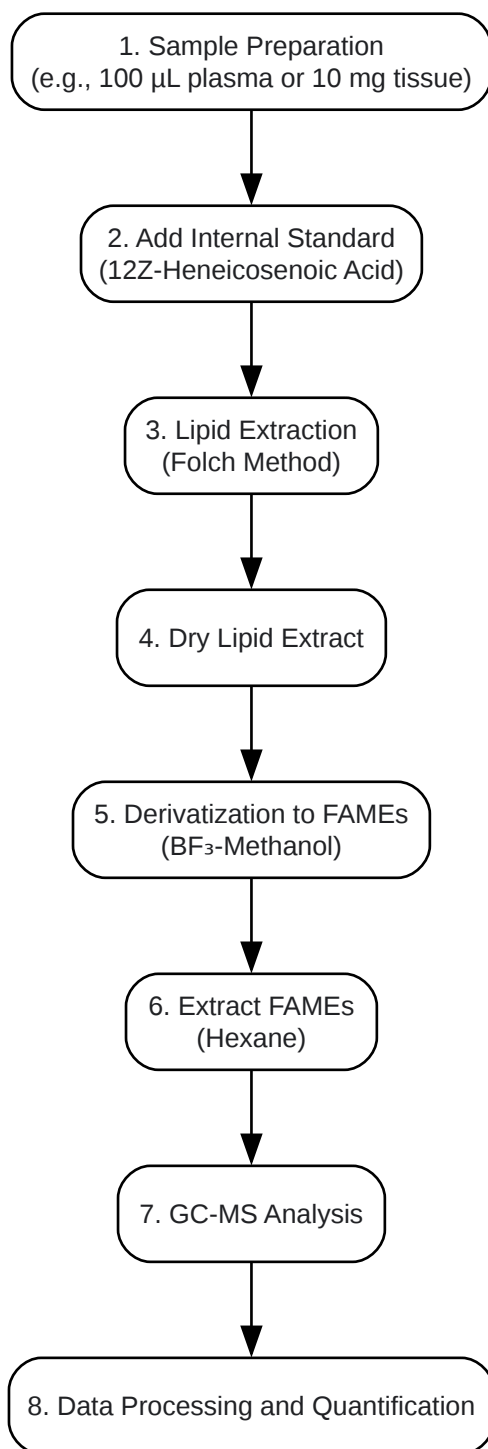 1. Sample Preparation
(e.g., 100 µL plasma or 10 mg tissue)
2. Add Internal Standard
(12Z-Heneicosenoic Acid)
3. Lipid Extraction
(Folch Method)
4. Dry Lipid Extract
5. Derivatization to FAMEs
(BF₃-Methanol)
6. Extract FAMEs
(Hexane)
7. GC-MS Analysis
8. Data Processing and Quantification